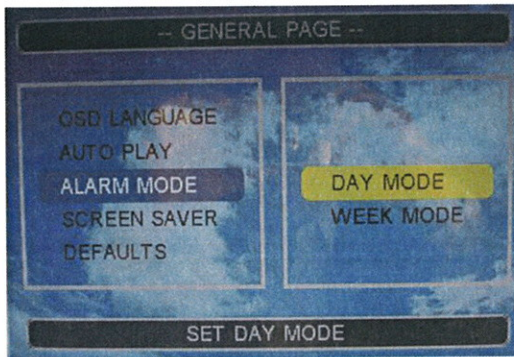 -- GENERAL PAGE --
OSD LANGUAGE
AUTO PLAY
ALARM MODE
SCREEN SAVER
DEFAULTS
DAY MODE
WEEK MODE
SET DAY MODE